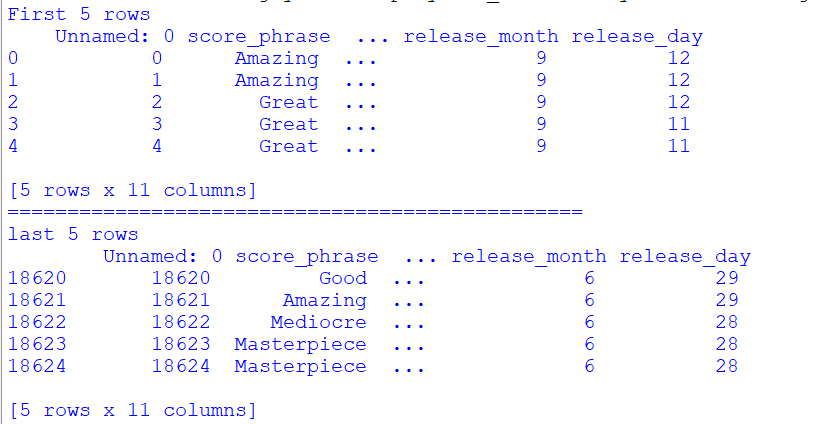 First 5 rows
    Unnamed: 0 score_phrase  ... release_month release_day
0            0      Amazing  ...             9          12
1            1      Amazing  ...             9          12
2            2        Great  ...             9          12
3            3        Great  ...             9          11
4            4        Great  ...             9          11
[5 rows x 11 columns]
================================================
last 5 rows
        Unnamed: 0 score_phrase  ... release_month release_day
18620       18620         Good  ...             6          29
18621       18621      Amazing  ...             6          29
18622       18622     Mediocre  ...             6          28
18623       18623  Masterpiece  ...             6          28
18624       18624  Masterpiece  ...             6          28
[5 rows x 11 columns]